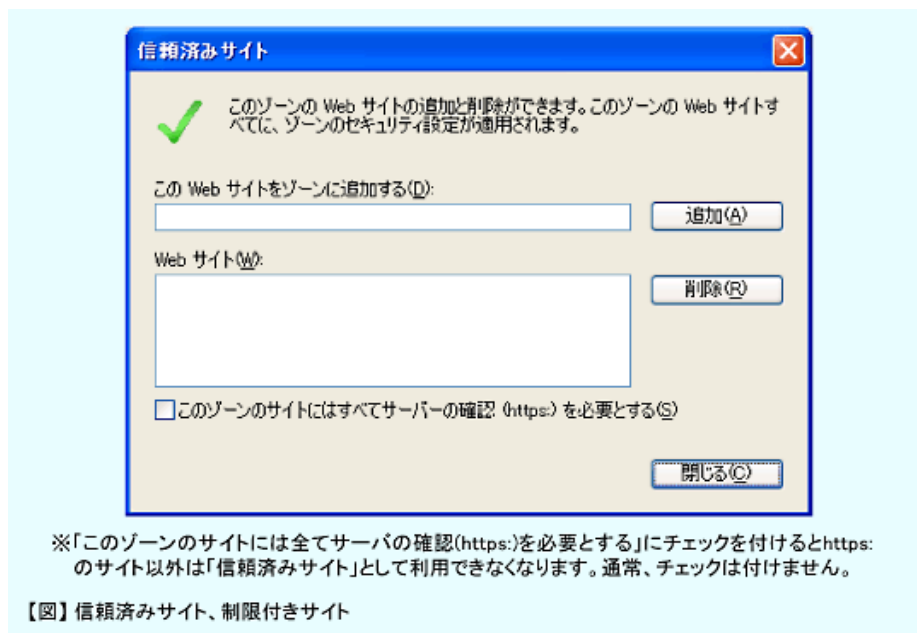 信頼済みサイト
このゾーンの Web サイトの追加と削除ができます。このゾーンの Web サイトす
べてに、ゾーンのセキュリティ設定が適用されます。
この Web サイトをゾーンに追加する(D):
追加(A)
Web サイト(W):
削除(R)
このゾーンのサイトにはすべてサーバーの確認 (https:) を必要とする(S)
閉じる(C)
※「このゾーンのサイトには全てサーバの確認(https:)を必要とする」にチェックを付けるとhttps:
のサイト以外は「信頼済みサイト」として利用できなくなります。通常、チェックは付けません。
【図】 信頼済みサイト、制限付きサイト